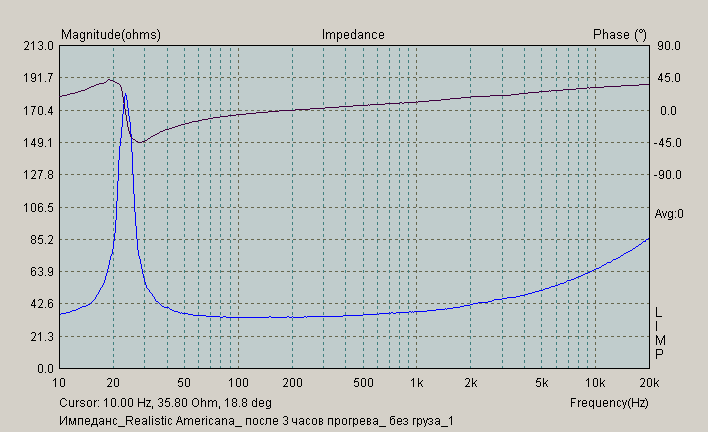 Magnitude(ohms) Impedance Phase (º)
213.0 90.0
191.7 45.0
170.4 0.0
149.1 -45.0
127.8 -90.0
106.5
Avg:0
85.2
63.9
42.6
L
I
21.3 M
P
0.0
10 20 50 100 200 500 1k 2k 5k 10k 20k
Cursor: 10.00 Hz, 35.80 Ohm, 18.8 deg Frequency(Hz)
Импеданс_Realistic Americana_ после 3 часов прогрева_ без груза_1